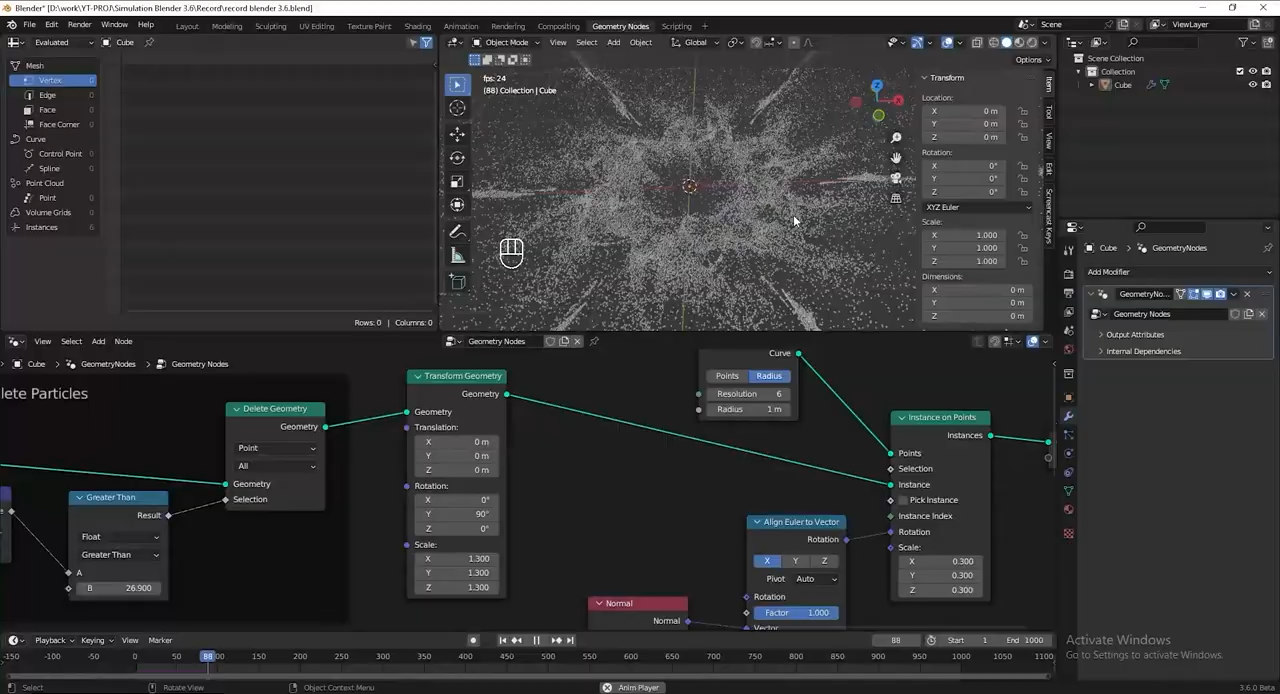 Blender* [D:\work\YT-PROJ\Simulation Blender 3.6\Record\record blender 3.6.blend]
File Edit Render Window Help Layout Modeling Sculpting UV Editing Texture Paint Shading Animation Rendering Compositing Geometry Nodes Scripting + Scene ViewLayer
Evaluated Cube
Object Mode View Select Add Object Global
Options
Mesh
Vertex 0
Edge 0
Face 0
Face Corner 0
Curve
Control Point 0
Spline 0
Point Cloud
Point 0
Volume Grids 0
Instances 6
Rows: 0 | Columns: 0
fps: 24
(88) Collection | Cube
Z
X
Transform
Location:
X 0 m
Y 0 m
Z 0 m
Rotation:
X 0°
Y 0°
Z 0°
XYZ Euler
Scale:
X 1.000
Y 1.000
Z 1.000
Dimensions:
X 0 m
Y 0 m
Z 0 m
Item
Tool
View
Edit
Screencast Keys
Scene Collection
Collection
Cube
Cube GeometryNodes
Add Modifier
GeometryNo...
Geometry Nodes
Output Attributes
Internal Dependencies
View Select Add Node Geometry Nodes
Cube GeometryNodes Geometry Nodes
lete Particles
Delete Geometry
Geometry
Point
All
Geometry
Selection
Greater Than
Result
Float
Greater Than
A
B 26.900
Transform Geometry
Geometry
Geometry
Translation:
X 0 m
Y 0 m
Z 0 m
Rotation:
X 0°
Y 90°
Z 0°
Scale:
X 1.300
Y 1.300
Z 1.300
Curve
Points Radius
Resolution 6
Radius 1 m
Normal
Normal
Align Euler to Vector
Rotation
X Y Z
Pivot Auto
Rotation
Factor 1.000
Vector
Instance on Points
Instances
Points
Selection
Instance
Pick Instance
Instance Index
Rotation
Scale:
X 0.300
Y 0.300
Z 0.300
Playback Keying View Marker 88 Start 1 End 1000
-150 -100 -50 0 50 88 100 150 200 250 300 350 400 450 500 550 600 650 700 750 800 850 900 950 1000 1050 1100
Activate Windows
Go to Settings to activate Windows.
Select Rotate View Object Context Menu Anim Player 3.6.0 Beta